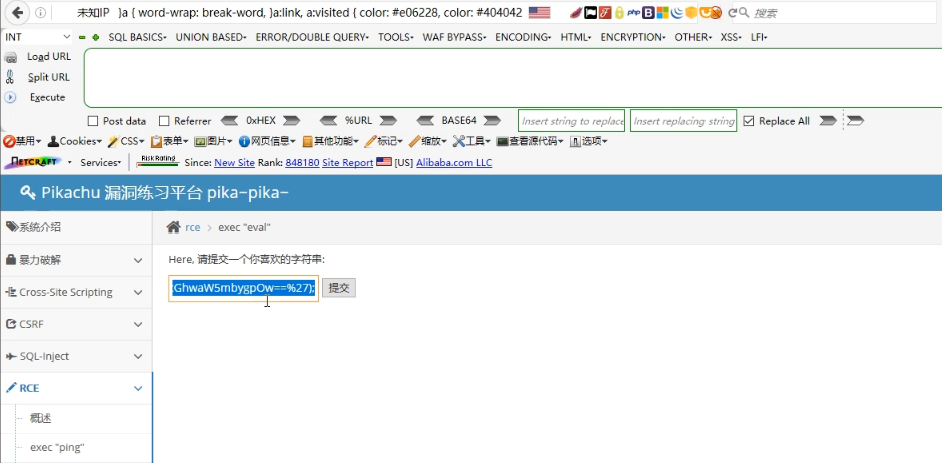 未知IP }a { word-wrap: break-word, }a:link, a:visited { color: #e06228, color: #404042 php 搜索
INT SQL BASICS UNION BASED ERROR/DOUBLE QUERY TOOLS WAF BYPASS ENCODING HTML ENCRYPTION OTHER XSS LFI
Load URL
Split URL
Execute
Post data Referrer 0xHEX %URL BASE64 Insert string to replace Insert replacing string Replace All
禁用 Cookies CSS 表单 图片 网页信息 其他功能 标记 缩放 工具 查看源代码 选项
NETCRAFT Services Risk Rating Since: New Site Rank: 848180 Site Report [US] Alibaba.com LLC
Pikachu 漏洞练习平台 pika~pika~
系统介绍
rce > exec "eval"
暴力破解
Here, 请提交一个你喜欢的字符串:
GhwaW5mbygpOw==%27); 提交
Cross-Site Scripting
CSRF
SQL-Inject
RCE
概述
exec "ping"